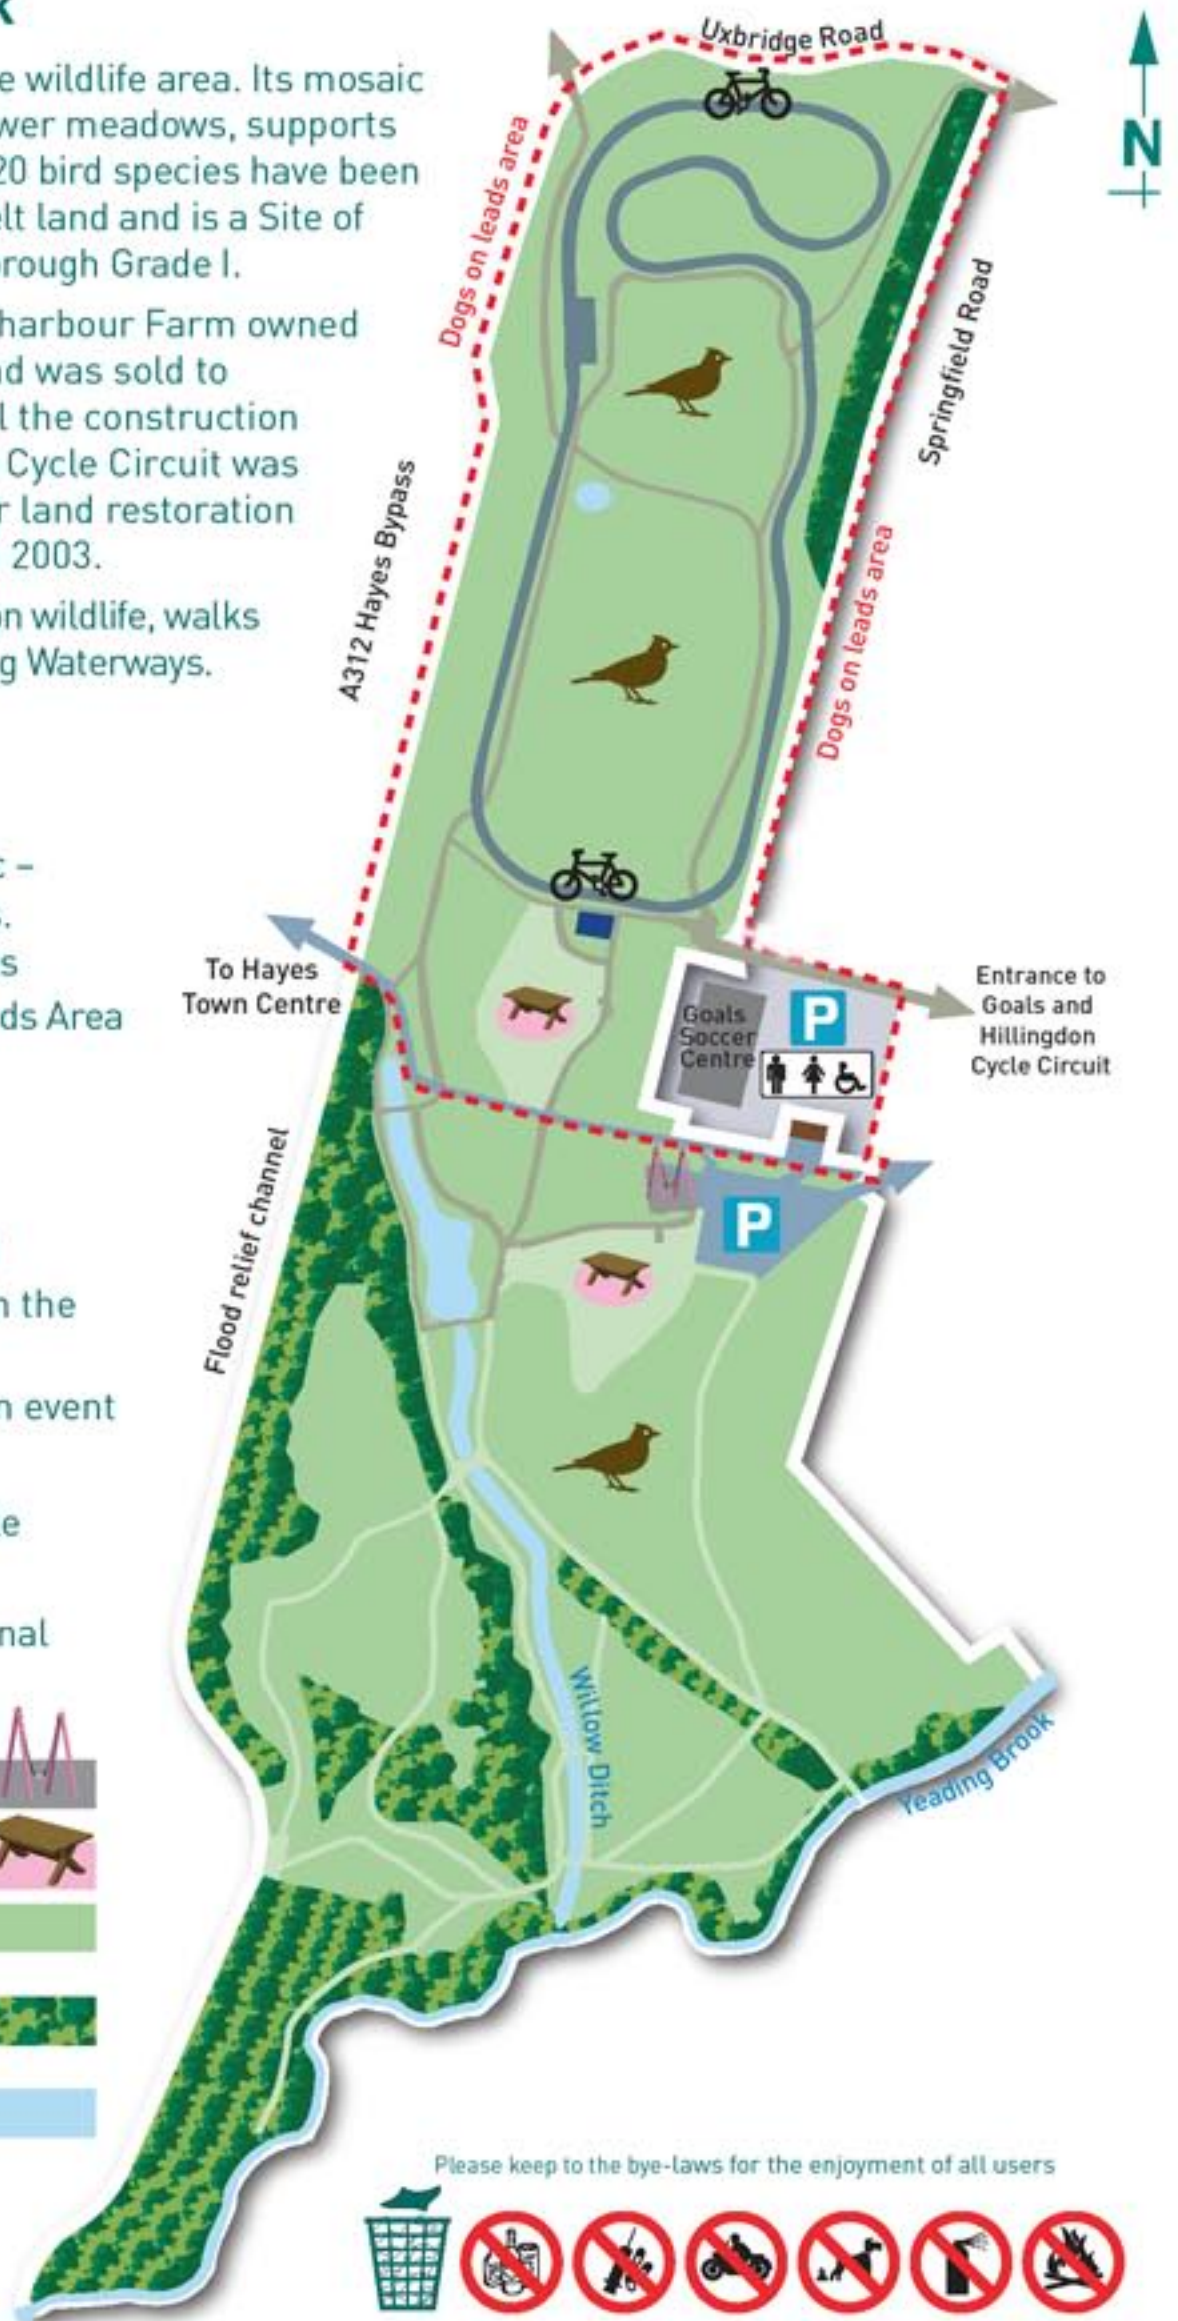 k
e wildlife area. Its mosaic
wer meadows, supports
20 bird species have been
elt land and is a Site of
rough Grade I.
harbour Farm owned
nd was sold to
l the construction
Cycle Circuit was
r land restoration
2003.
on wildlife, walks
g Waterways.
c –
s.
s
ds Area
n the
n event
e
nal
Uxbridge Road
N
Dogs on leads area
Springfield Road
A312 Hayes Bypass
Dogs on leads area
To Hayes
Town Centre
Goals
Soccer
Centre
P
Entrance to
Goals and
Hillingdon
Cycle Circuit
P
Flood relief channel
Willow Ditch
Yeading Brook
Please keep to the bye-laws for the enjoyment of all users